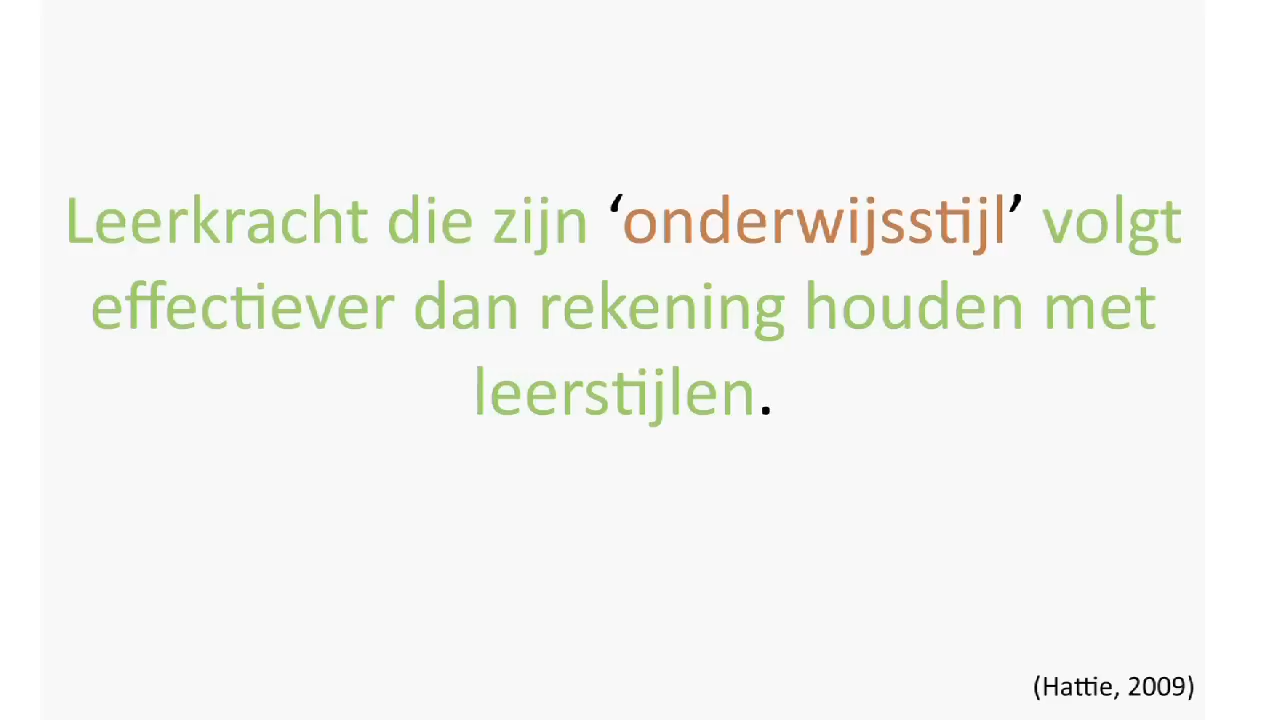 Leerkracht die zijn ‘onderwijsstijl’ volgt
effectiever dan rekening houden met
leerstijlen.
(Hattie, 2009)